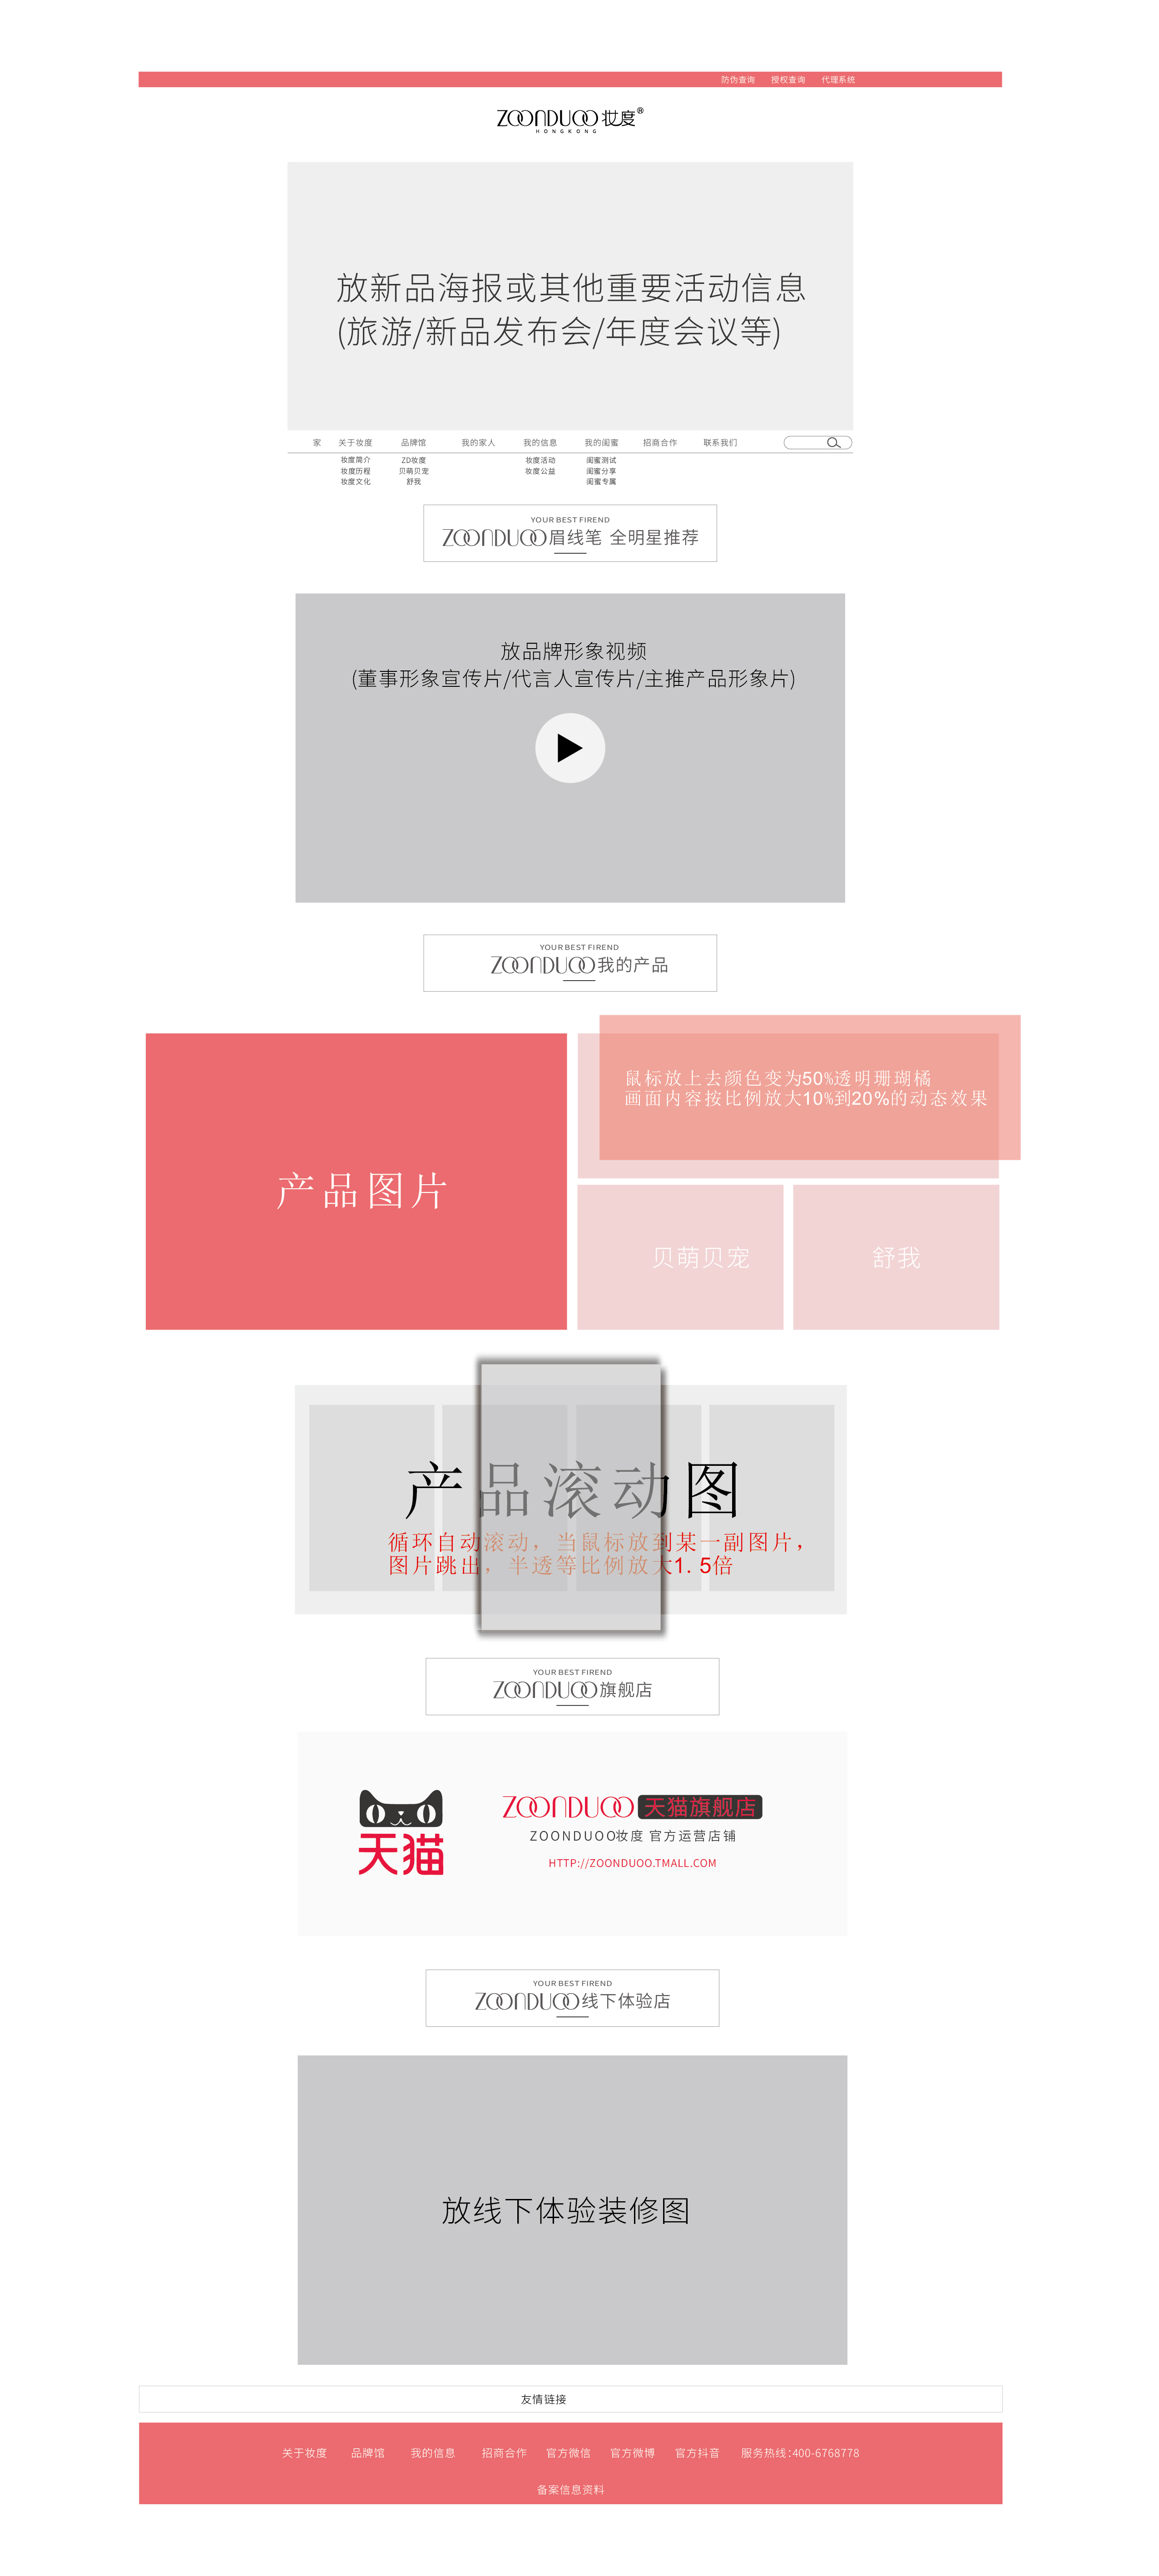 防伪查询 授权查询 代理系统
ZOONDUOO 妆度®
HONGKONG
放新品海报或其他重要活动信息
(旅游/新品发布会/年度会议等)
家 关于妆度 品牌馆 我的家人 我的信息 我的闺蜜 招商合作 联系我们
妆度简介 ZD妆度 妆度活动 闺蜜测试
妆度历程 贝萌贝宠 妆度公益 闺蜜分享
妆度文化 舒我 闺蜜专属
YOUR BEST FIREND
ZOONDUOO眉线笔 全明星推荐
放品牌形象视频
(董事形象宣传片/代言人宣传片/主推产品形象片)
YOUR BEST FIREND
ZOONDUOO我的产品
鼠标放上去颜色变为50%透明珊瑚橘
画面内容按比例放大10%到20%的动态效果
产品图片
贝萌贝宠 舒我
产品滚动图
循环自动滚动，当鼠标放到某一副图片，
图片跳出，半透等比例放大1.5倍
YOUR BEST FIREND
ZOONDUOO旗舰店
天猫
ZOONDUOO 天猫旗舰店
ZOONDUOO妆度 官方运营店铺
HTTP://ZOONDUOO.TMALL.COM
YOUR BEST FIREND
ZOONDUOO线下体验店
放线下体验装修图
友情链接
关于妆度 品牌馆 我的信息 招商合作 官方微信 官方微博 官方抖音 服务热线:400-6768778
备案信息资料